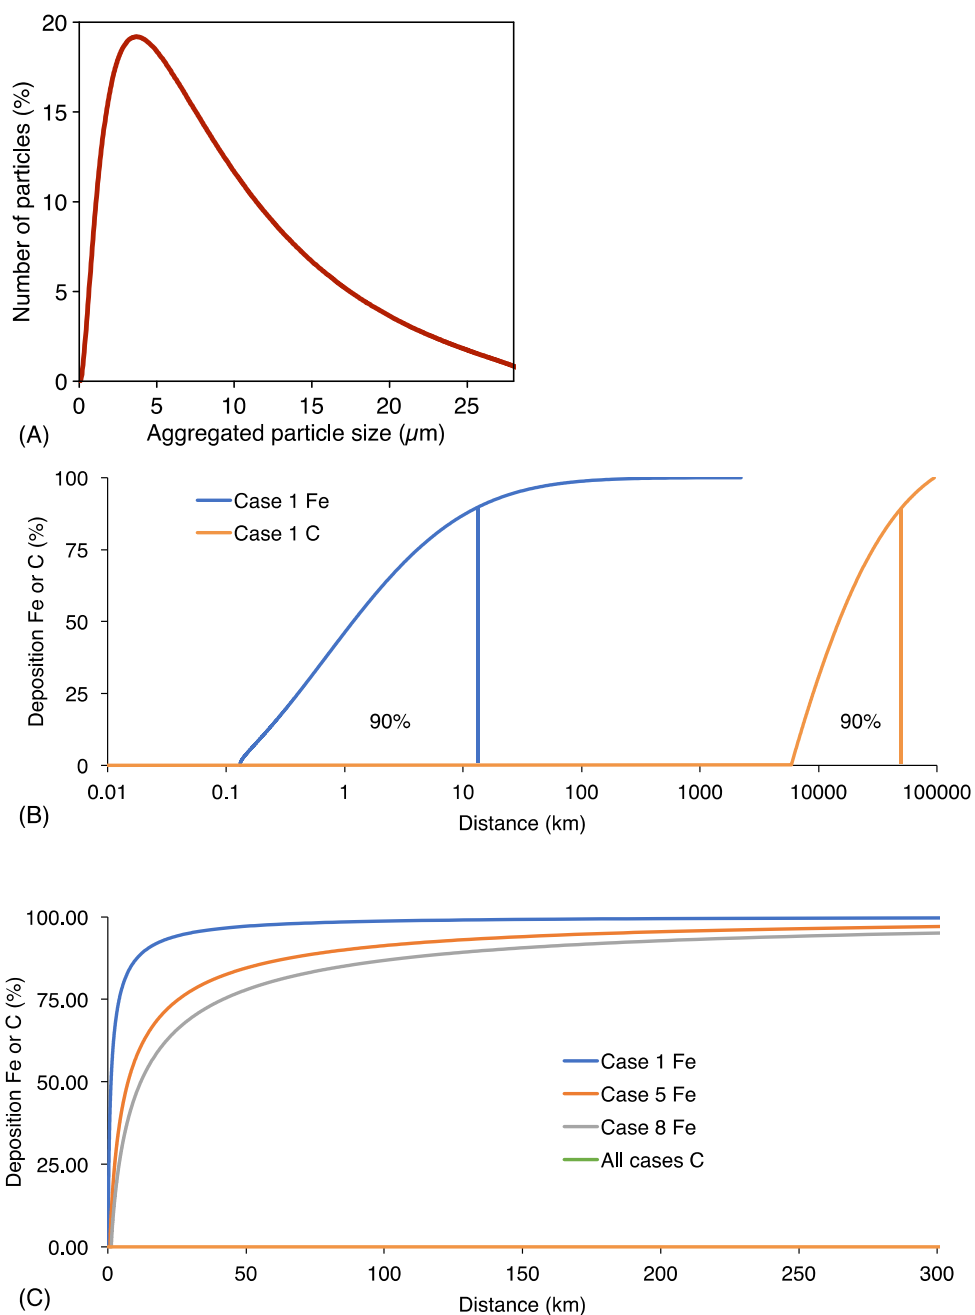 20
15
10
5
0
Number of particles (%)
0 5 10 15 20 25
Aggregated particle size (µm)
(A)
100
75
50
25
0
Deposition Fe or C (%)
Case 1 Fe
Case 1 C
90%
90%
0.01 0.1 1 10 100 1000 10000 100000
Distance (km)
(B)
100.00
75.00
50.00
25.00
0.00
Deposition Fe or C (%)
Case 1 Fe
Case 5 Fe
Case 8 Fe
All cases C
0 50 100 150 200 250 300
Distance (km)
(C)